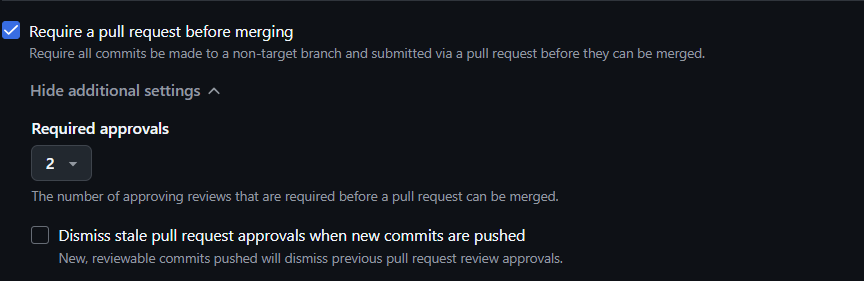 Require a pull request before merging
Require all commits be made to a non-target branch and submitted via a pull request before they can be merged.
Hide additional settings
Required approvals
2
The number of approving reviews that are required before a pull request can be merged.
Dismiss stale pull request approvals when new commits are pushed
New, reviewable commits pushed will dismiss previous pull request review approvals.